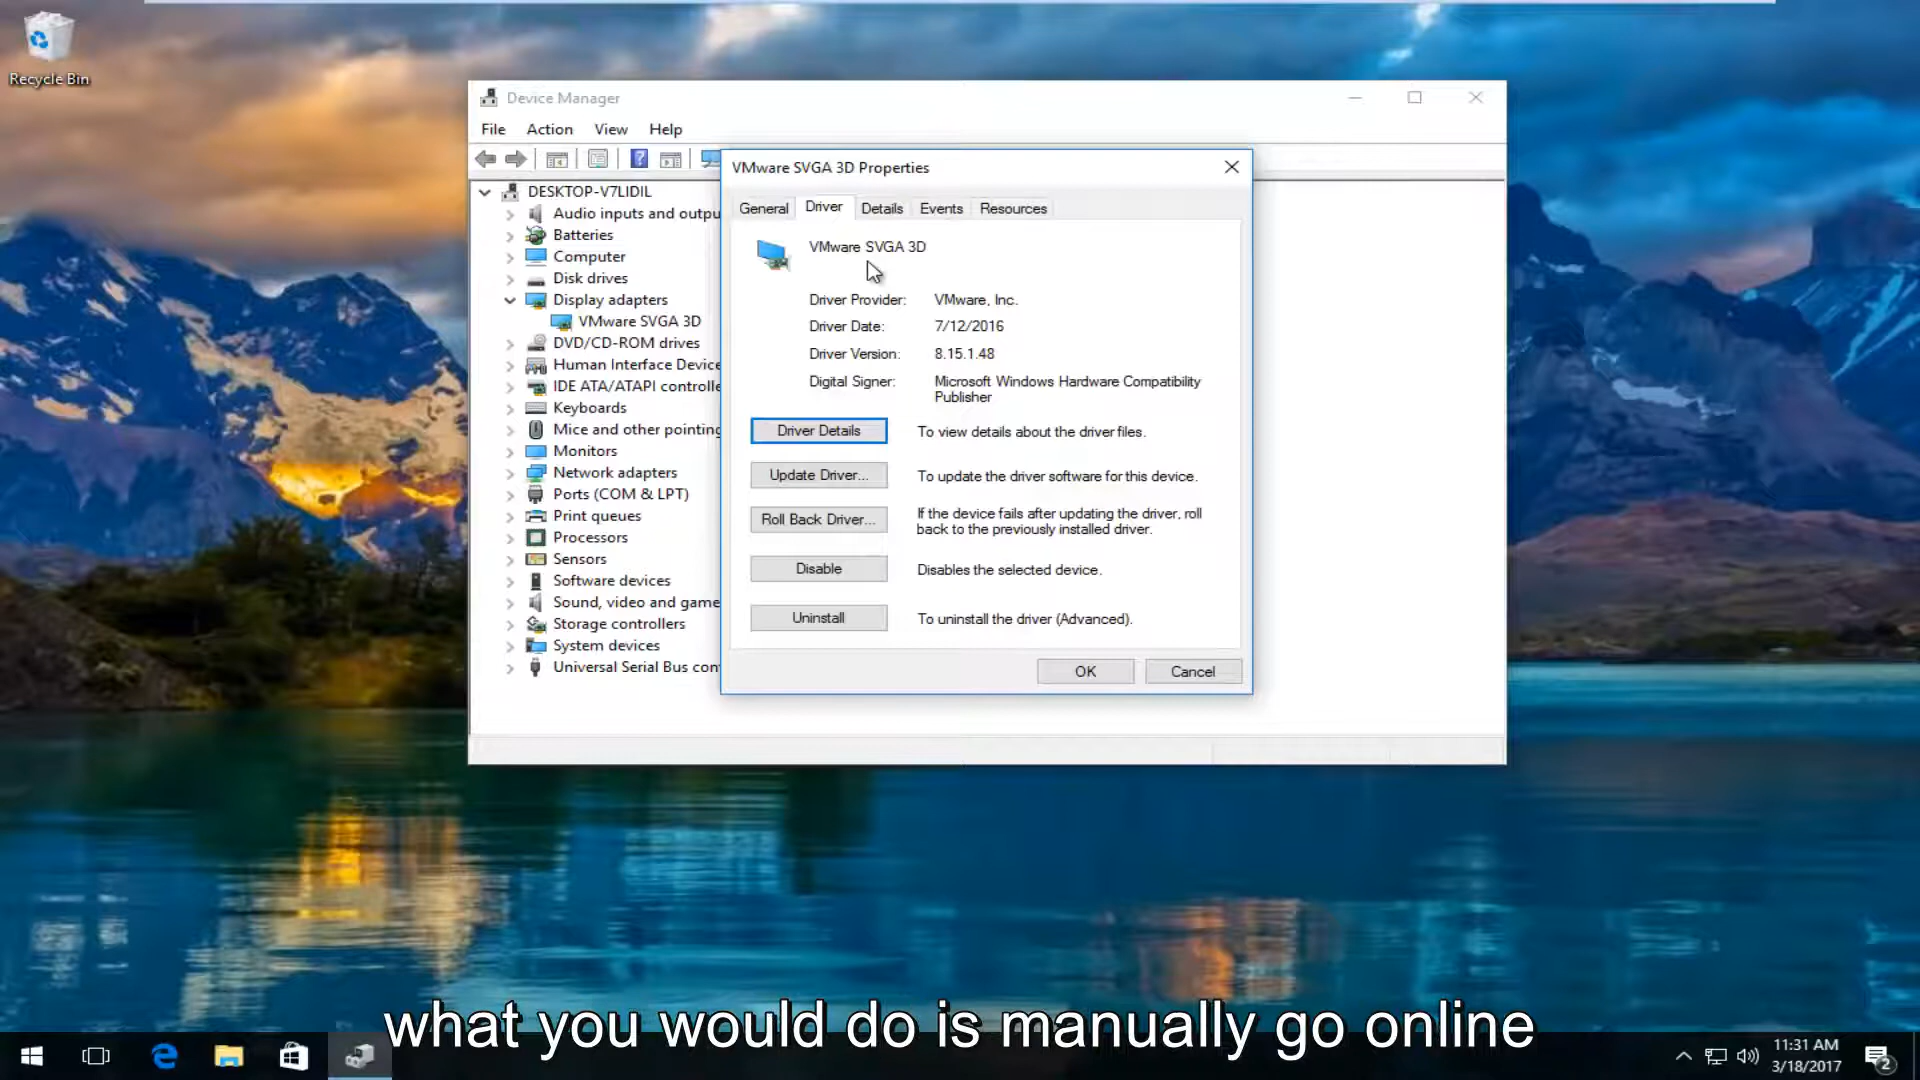 Recycle Bin
Device Manager
File Action View Help
DESKTOP-V7LIDIL
Audio inputs and outpu
Batteries
Computer
Disk drives
Display adapters
VMware SVGA 3D
DVD/CD-ROM drives
Human Interface Device
IDE ATA/ATAPI controlle
Keyboards
Mice and other pointing
Monitors
Network adapters
Ports (COM & LPT)
Print queues
Processors
Sensors
Software devices
Sound, video and game
Storage controllers
System devices
Universal Serial Bus con
VMware SVGA 3D Properties
General Driver Details Events Resources
VMware SVGA 3D
Driver Provider: VMware, Inc.
Driver Date: 7/12/2016
Driver Version: 8.15.1.48
Digital Signer: Microsoft Windows Hardware Compatibility
Publisher
Driver Details To view details about the driver files.
Update Driver... To update the driver software for this device.
Roll Back Driver... If the device fails after updating the driver, roll
back to the previously installed driver.
Disable Disables the selected device.
Uninstall To uninstall the driver (Advanced).
OK Cancel
what you would do is manually go online
11:31 AM
3/18/2017
2